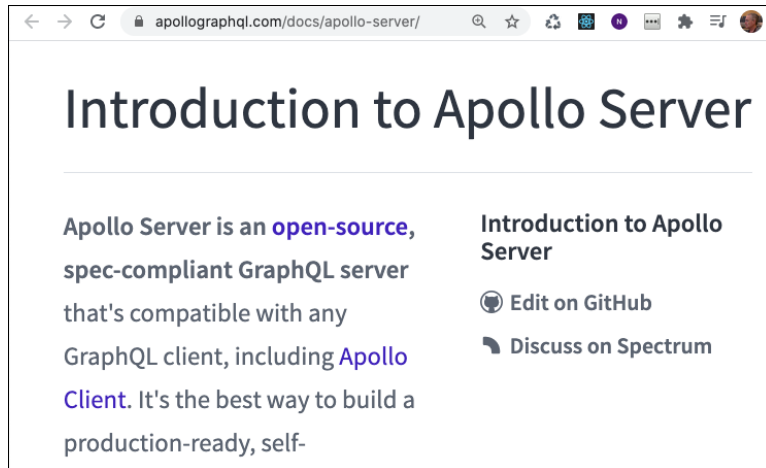 apollographql.com/docs/apollo-server/
N
Introduction to Apollo Server
Apollo Server is an open-source,
spec-compliant GraphQL server
that's compatible with any
GraphQL client, including Apollo
Client. It's the best way to build a
production-ready, self-
Introduction to Apollo
Server
Edit on GitHub
Discuss on Spectrum